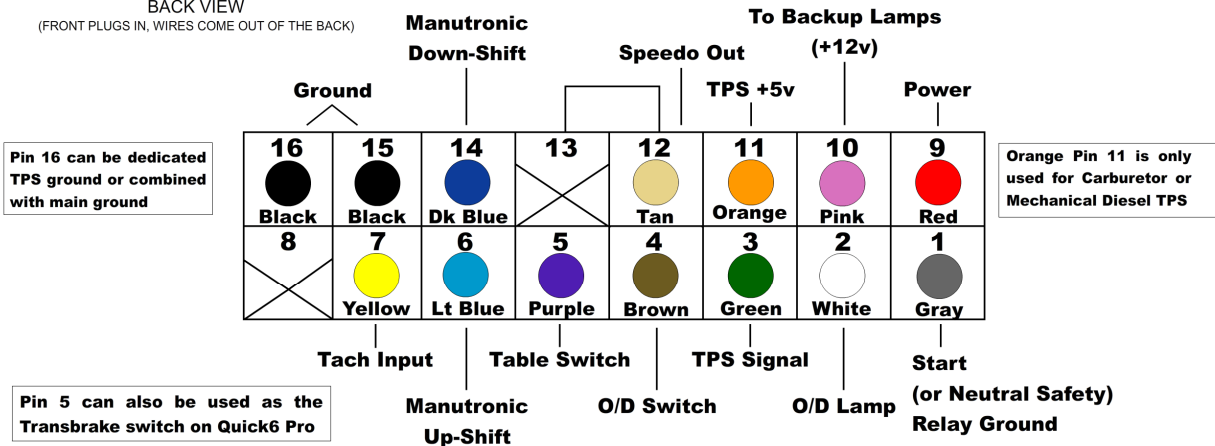 BACK VIEW
(FRONT PLUGS IN, WIRES COME OUT OF THE BACK)
Manutronic
Down-Shift
To Backup Lamps
(+12v)
Speedo Out
Ground
TPS +5v
Power
Pin 16 can be dedicated
TPS ground or combined
with main ground
16 15 14 13 12 11 10 9
Black Black Dk Blue Tan Orange Pink Red
Orange Pin 11 is only
used for Carburetor or
Mechanical Diesel TPS
8 7 6 5 4 3 2 1
Yellow Lt Blue Purple Brown Green White Gray
Tach Input
Table Switch
TPS Signal
Start
(or Neutral Safety)
Relay Ground
Manutronic
Up-Shift
O/D Switch
O/D Lamp
Pin 5 can also be used as the
Transbrake switch on Quick6 Pro